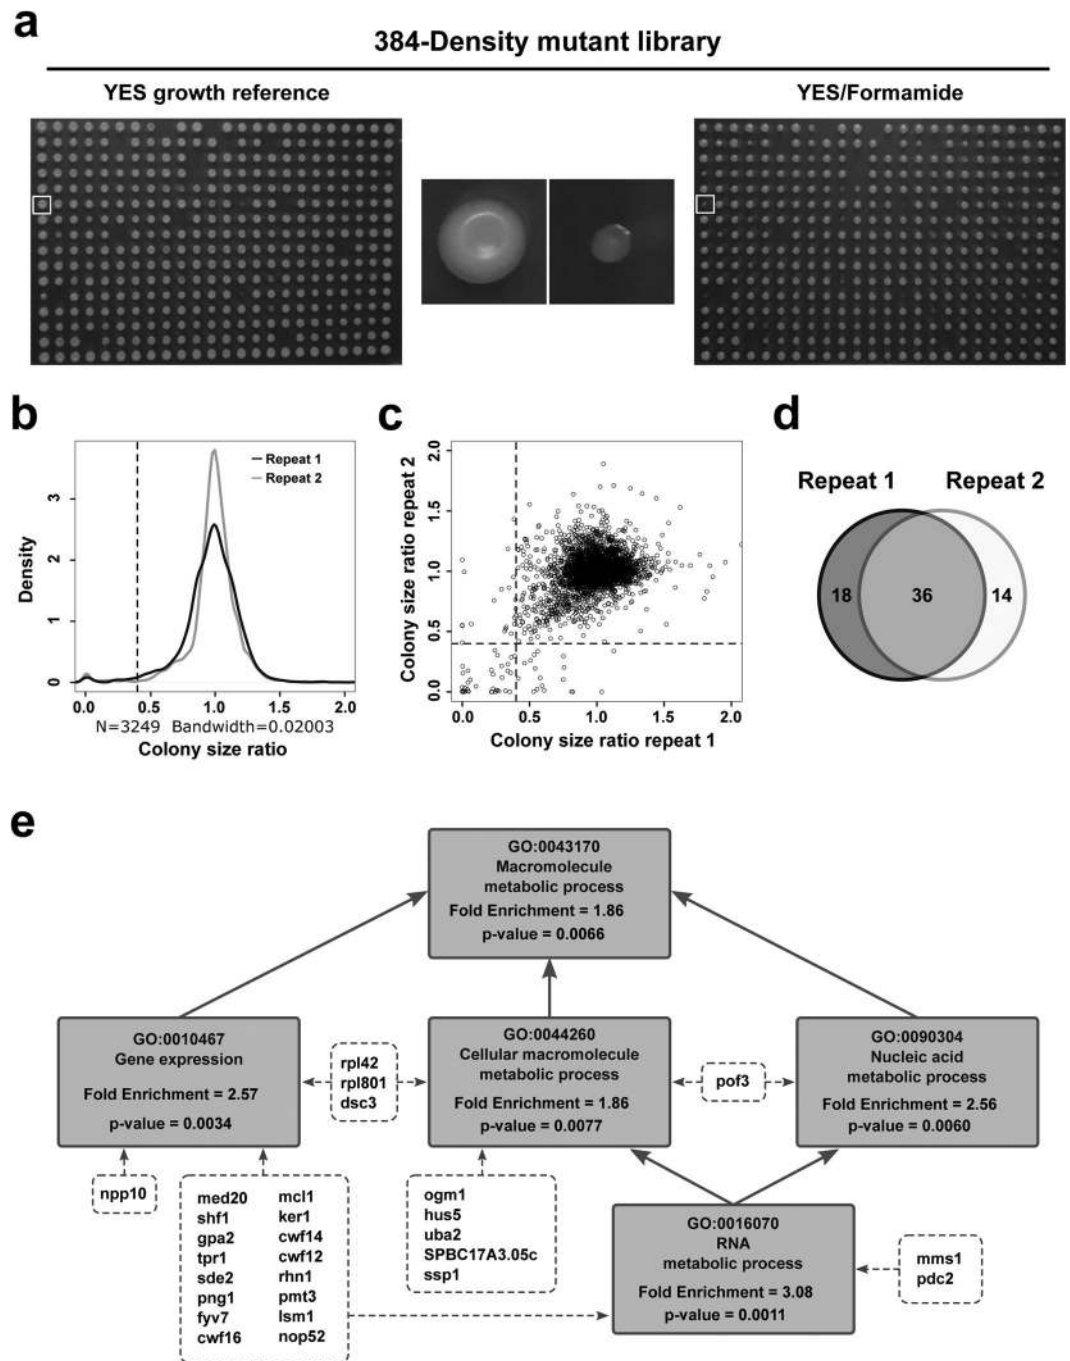 a
384-Density mutant library
YES growth reference
YES/Formamide
b
Repeat 1
Repeat 2
Density
0
1
2
3
0.0 0.5 1.0 1.5 2.0
N=3249 Bandwidth=0.02003
Colony size ratio
c
Colony size ratio repeat 2
0.0 0.5 1.0 1.5 2.0
0.0 0.5 1.0 1.5 2.0
Colony size ratio repeat 1
d
Repeat 1 Repeat 2
18 36 14
e
GO:0043170
Macromolecule
metabolic process
Fold Enrichment = 1.86
p-value = 0.0066
GO:0010467
Gene expression
Fold Enrichment = 2.57
p-value = 0.0034
rpl42
rpl801
dsc3
GO:0044260
Cellular macromolecule
metabolic process
Fold Enrichment = 1.86
p-value = 0.0077
pof3
GO:0090304
Nucleic acid
metabolic process
Fold Enrichment = 2.56
p-value = 0.0060
npp10
med20 mcl1
shf1 ker1
gpa2 cwf14
tpr1 cwf12
sde2 rhn1
png1 pmt3
fyv7 lsm1
cwf16 nop52
ogm1
hus5
uba2
SPBC17A3.05c
ssp1
GO:0016070
RNA
metabolic process
Fold Enrichment = 3.08
p-value = 0.0011
mms1
pdc2